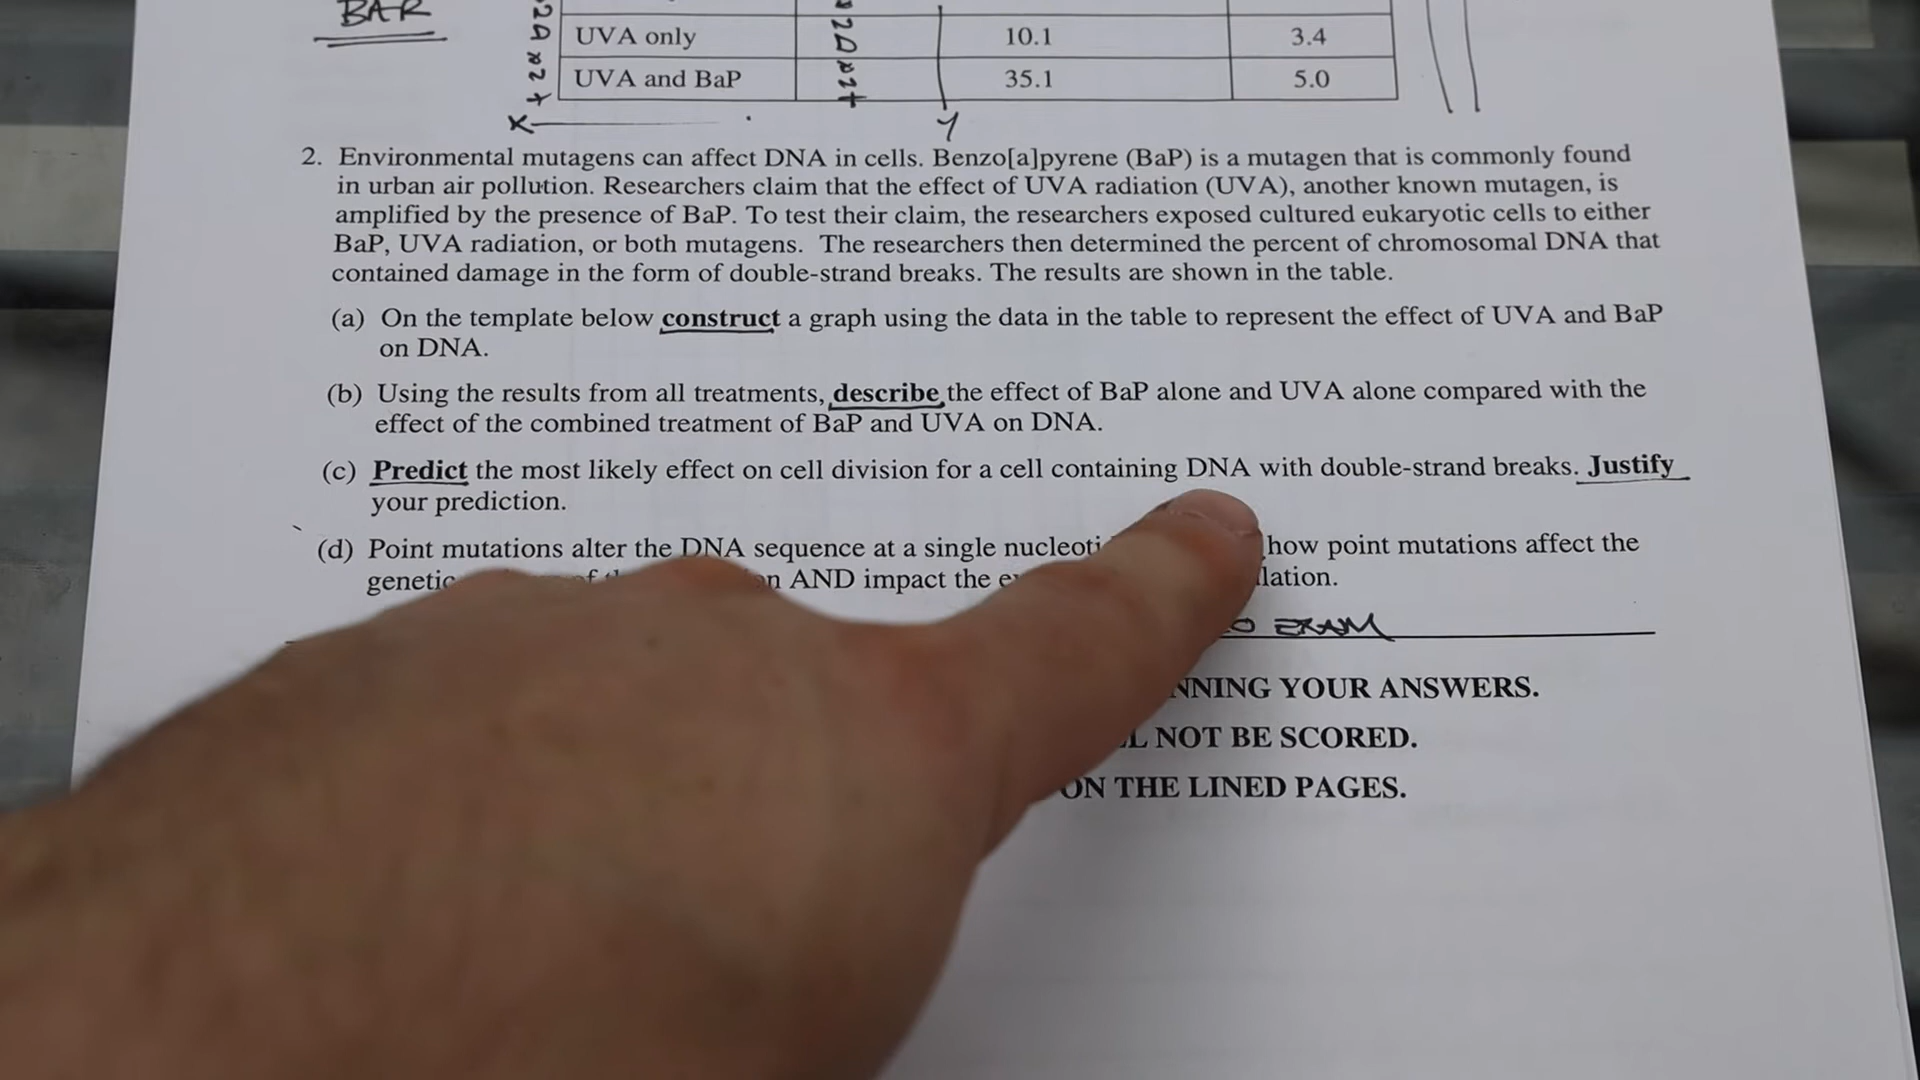 BAR
UVA only 10.1 3.4
UVA and BaP 35.1 5.0
X
Y
2. Environmental mutagens can affect DNA in cells. Benzo[a]pyrene (BaP) is a mutagen that is commonly found
in urban air pollution. Researchers claim that the effect of UVA radiation (UVA), another known mutagen, is
amplified by the presence of BaP. To test their claim, the researchers exposed cultured eukaryotic cells to either
BaP, UVA radiation, or both mutagens. The researchers then determined the percent of chromosomal DNA that
contained damage in the form of double-strand breaks. The results are shown in the table.
(a) On the template below construct a graph using the data in the table to represent the effect of UVA and BaP
on DNA.
(b) Using the results from all treatments, describe the effect of BaP alone and UVA alone compared with the
effect of the combined treatment of BaP and UVA on DNA.
(c) Predict the most likely effect on cell division for a cell containing DNA with double-strand breaks. Justify
your prediction.
(d) Point mutations alter the DNA sequence at a single how point mutations affect the
AND impact the
EXAM
YOUR ANSWERS.
NOT BE SCORED.
ON THE LINED PAGES.